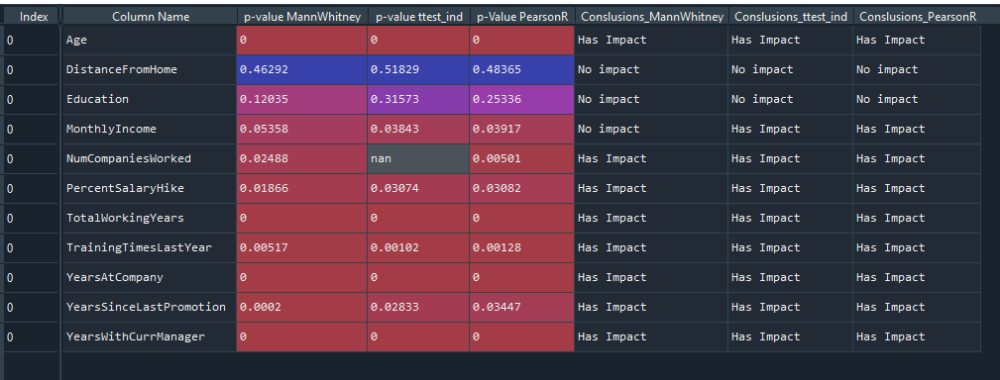 Index Column Name p-value MannWhitney p-value ttest_ind p-Value PearsonR Conslusions_MannWhitney Conslusions_ttest_ind Conslusions_PearsonR
0 Age 0 0 0 Has Impact Has Impact Has Impact
0 DistanceFromHome 0.46292 0.51829 0.48365 No impact No impact No impact
0 Education 0.12035 0.31573 0.25336 No impact No impact No impact
0 MonthlyIncome 0.05358 0.03843 0.03917 No impact Has Impact Has Impact
0 NumCompaniesWorked 0.02488 nan 0.00501 Has Impact Has Impact Has Impact
0 PercentSalaryHike 0.01866 0.03074 0.03082 Has Impact Has Impact Has Impact
0 TotalWorkingYears 0 0 0 Has Impact Has Impact Has Impact
0 TrainingTimesLastYear 0.00517 0.00102 0.00128 Has Impact Has Impact Has Impact
0 YearsAtCompany 0 0 0 Has Impact Has Impact Has Impact
0 YearsSinceLastPromotion 0.0002 0.02833 0.03447 Has Impact Has Impact Has Impact
0 YearsWithCurrManager 0 0 0 Has Impact Has Impact Has Impact